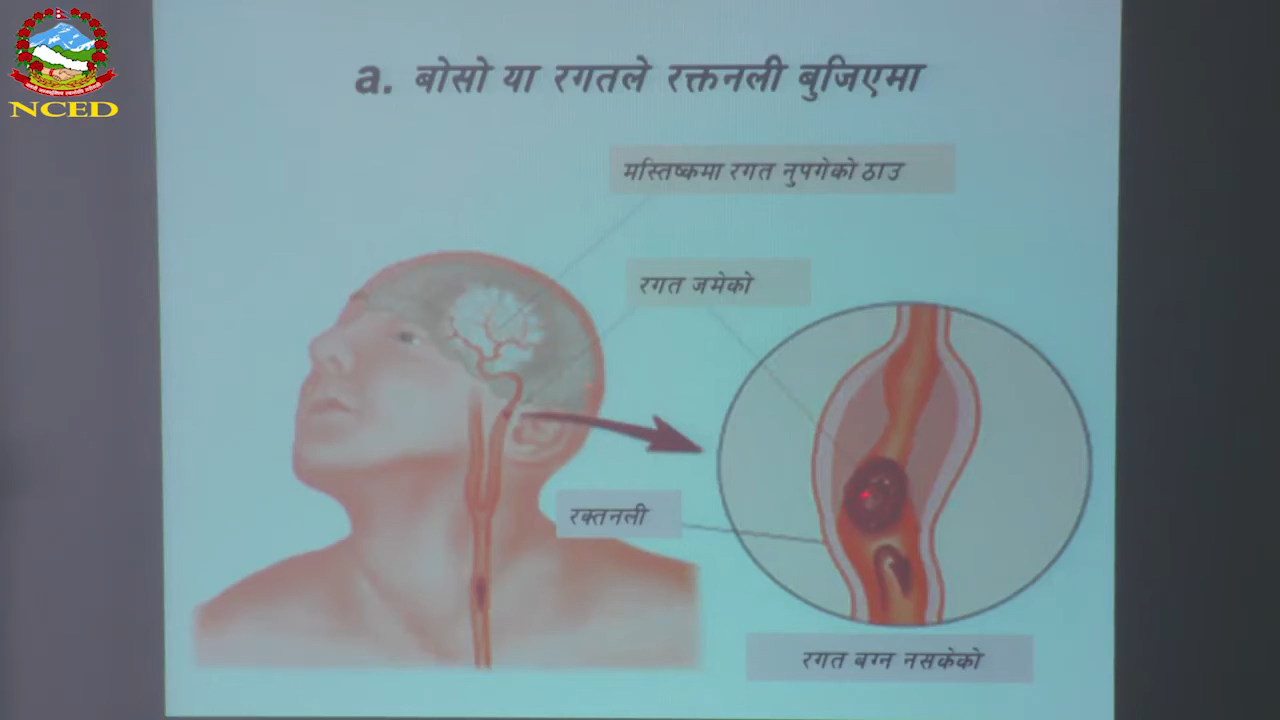 NCED
a. बोसो या रगतले रक्तनली बुजिएमा
मस्तिष्कमा रगत नुपगेको ठाउ
रगत जमेको
रक्तनली
रगत बग्न नसकेको